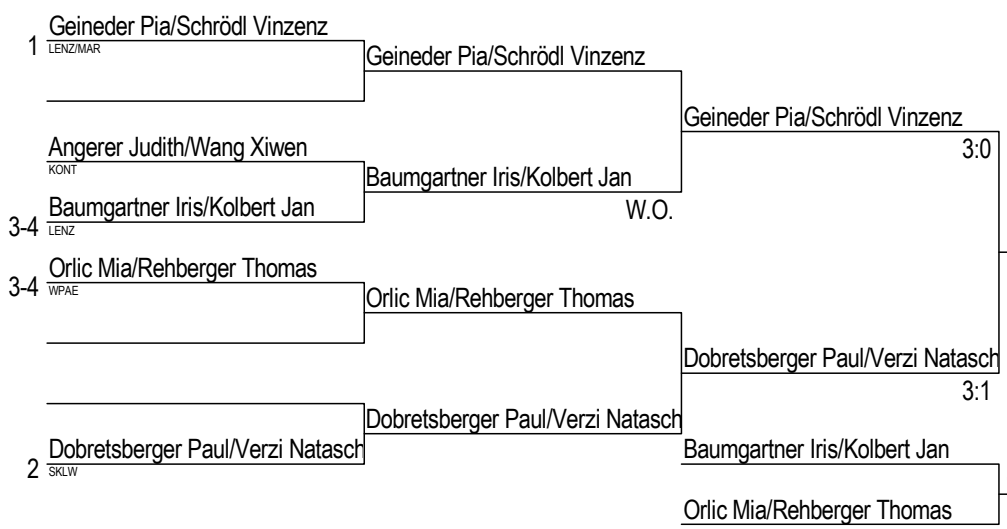 Geineder Pia/Schrödl Vinzenz
1 LENZ/MAR
Geineder Pia/Schrödl Vinzenz
Geineder Pia/Schrödl Vinzenz
3:0
Angerer Judith/Wang Xiwen
KONT
Baumgartner Iris/Kolbert Jan
W.O.
Baumgartner Iris/Kolbert Jan
3-4 LENZ
Orlic Mia/Rehberger Thomas
3-4 WPAE
Orlic Mia/Rehberger Thomas
Dobretsberger Paul/Verzi Natasch
3:1
Dobretsberger Paul/Verzi Natasch
Dobretsberger Paul/Verzi Natasch
2 SKLW
Baumgartner Iris/Kolbert Jan
Orlic Mia/Rehberger Thomas